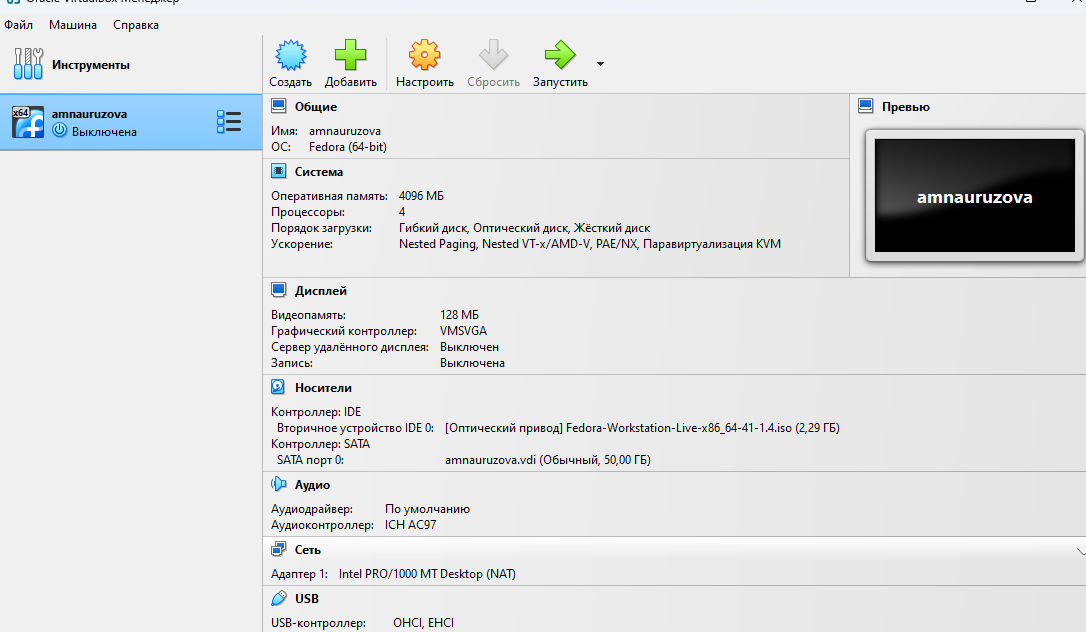 Oracle VirtualBox Менеджер
Файл Машина Справка
Инструменты
x64
amnauruzova
Выключена
Создать Добавить Настроить Сбросить Запустить
Общие
Имя: amnauruzova
ОС: Fedora (64-bit)
Система
Оперативная память: 4096 МБ
Процессоры: 4
Порядок загрузки: Гибкий диск, Оптический диск, Жёсткий диск
Ускорение: Nested Paging, Nested VT-x/AMD-V, PAE/NX, Паравиртуализация KVM
Превью
amnauruzova
Дисплей
Видеопамять: 128 МБ
Графический контроллер: VMSVGA
Сервер удалённого дисплея: Выключен
Запись: Выключена
Носители
Контроллер: IDE
Вторичное устройство IDE 0: [Оптический привод] Fedora-Workstation-Live-x86_64-41-1.4.iso (2,29 ГБ)
Контроллер: SATA
SATA порт 0: amnauruzova.vdi (Обычный, 50,00 ГБ)
Аудио
Аудиодрайвер: По умолчанию
Аудиоконтроллер: ICH AC97
Сеть
Адаптер 1: Intel PRO/1000 MT Desktop (NAT)
USB
USB-контроллер: OHCI, EHCI